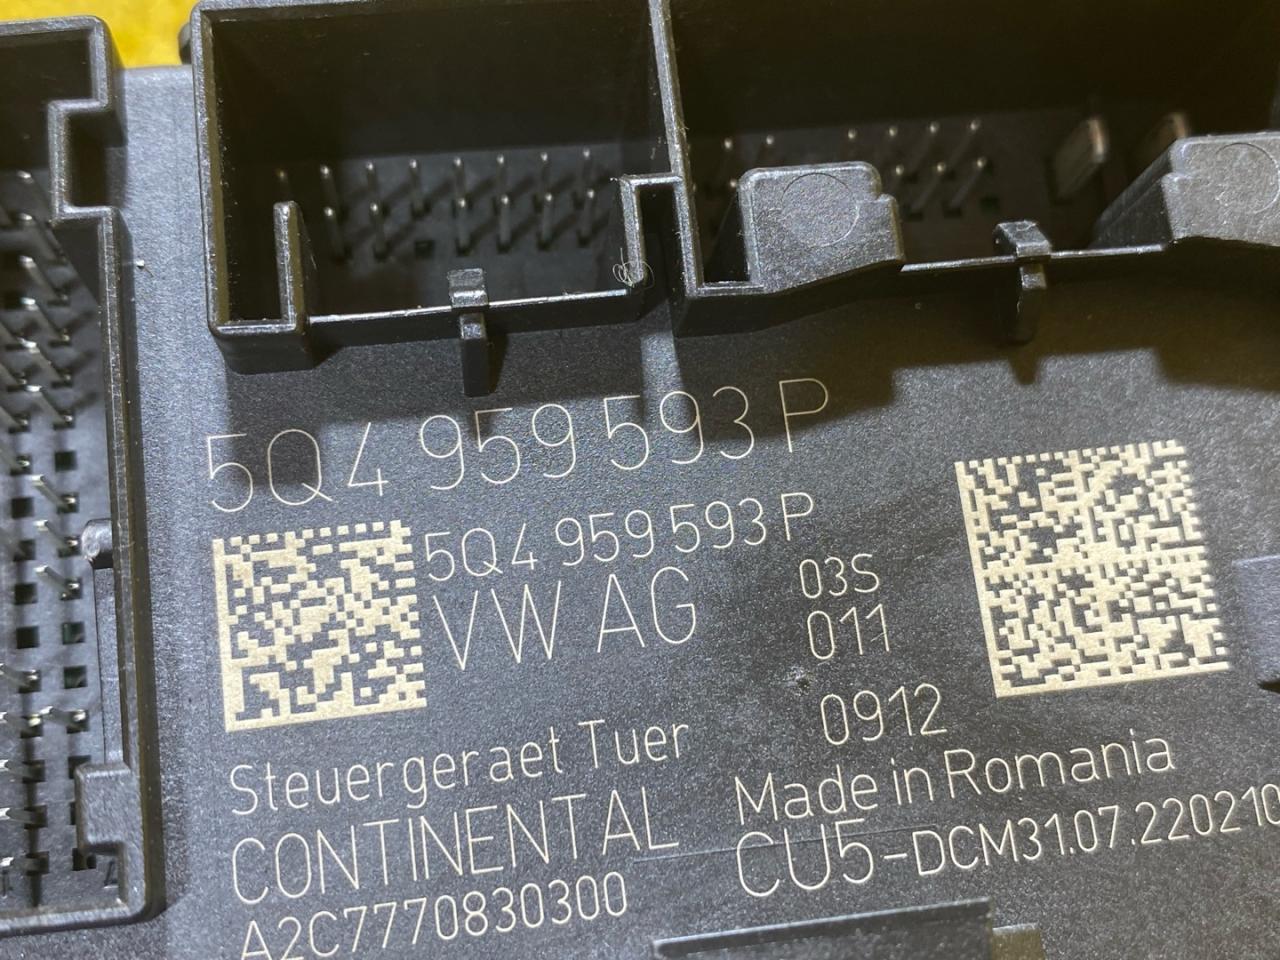 5Q4 959 593 P
5Q4 959 593 P
VW AG
03S
011
0912
Steuergeraet Tuer
Made in Romania
CONTINENTAL
CU5-DCM31.07.220210
A2C7770830300